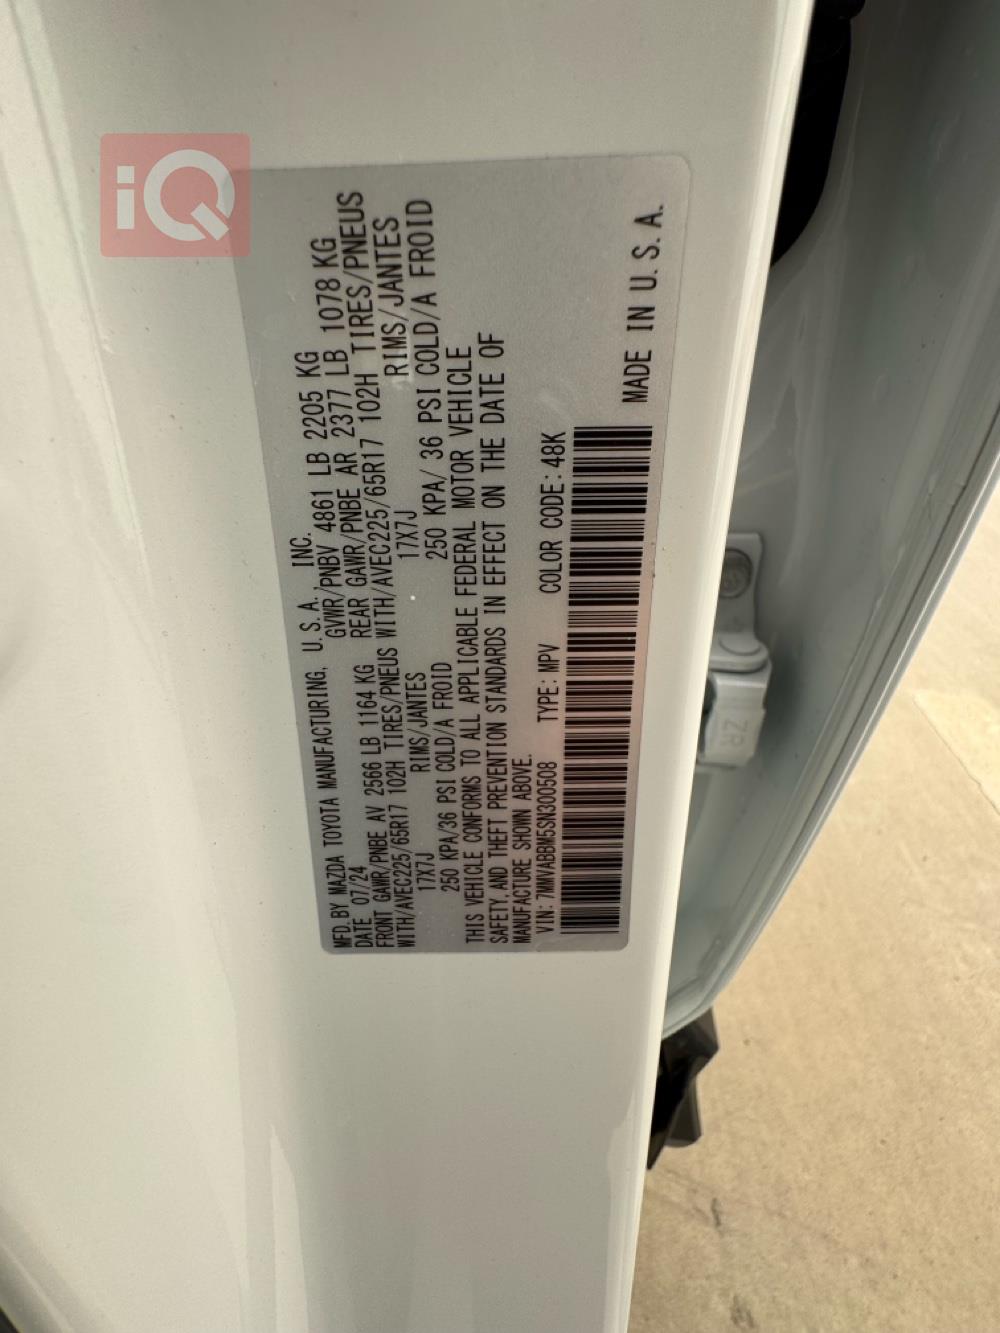 iQ
MFD. BY MAZDA TOYOTA MANUFACTURING, U. S. A. INC.
DATE 07/24 GVWR/PNBV 4861 LB 2205 KG
FRONT GAWR/PNBE AV 2566 LB 1164 KG REAR GAWR/PNBE AR 2377 LB 1078 KG
WITH/AVEC225/65R17 102H TIRES/PNEUS WITH/AVEC225/65R17 102H TIRES/PNEUS
17X7J RIMS/JANTES 17X7J RIMS/JANTES
250 KPA/36 PSI COLD/A FROID 250 KPA/ 36 PSI COLD/A FROID
THIS VEHICLE CONFORMS TO ALL APPLICABLE FEDERAL MOTOR VEHICLE
SAFETY, AND THEFT PREVENTION STANDARDS IN EFFECT ON THE DATE OF
MANUFACTURE SHOWN ABOVE.
VIN: 7MMVABBM5SN300508 TYPE: MPV COLOR CODE: 48K
MADE IN U. S. A.
ZR